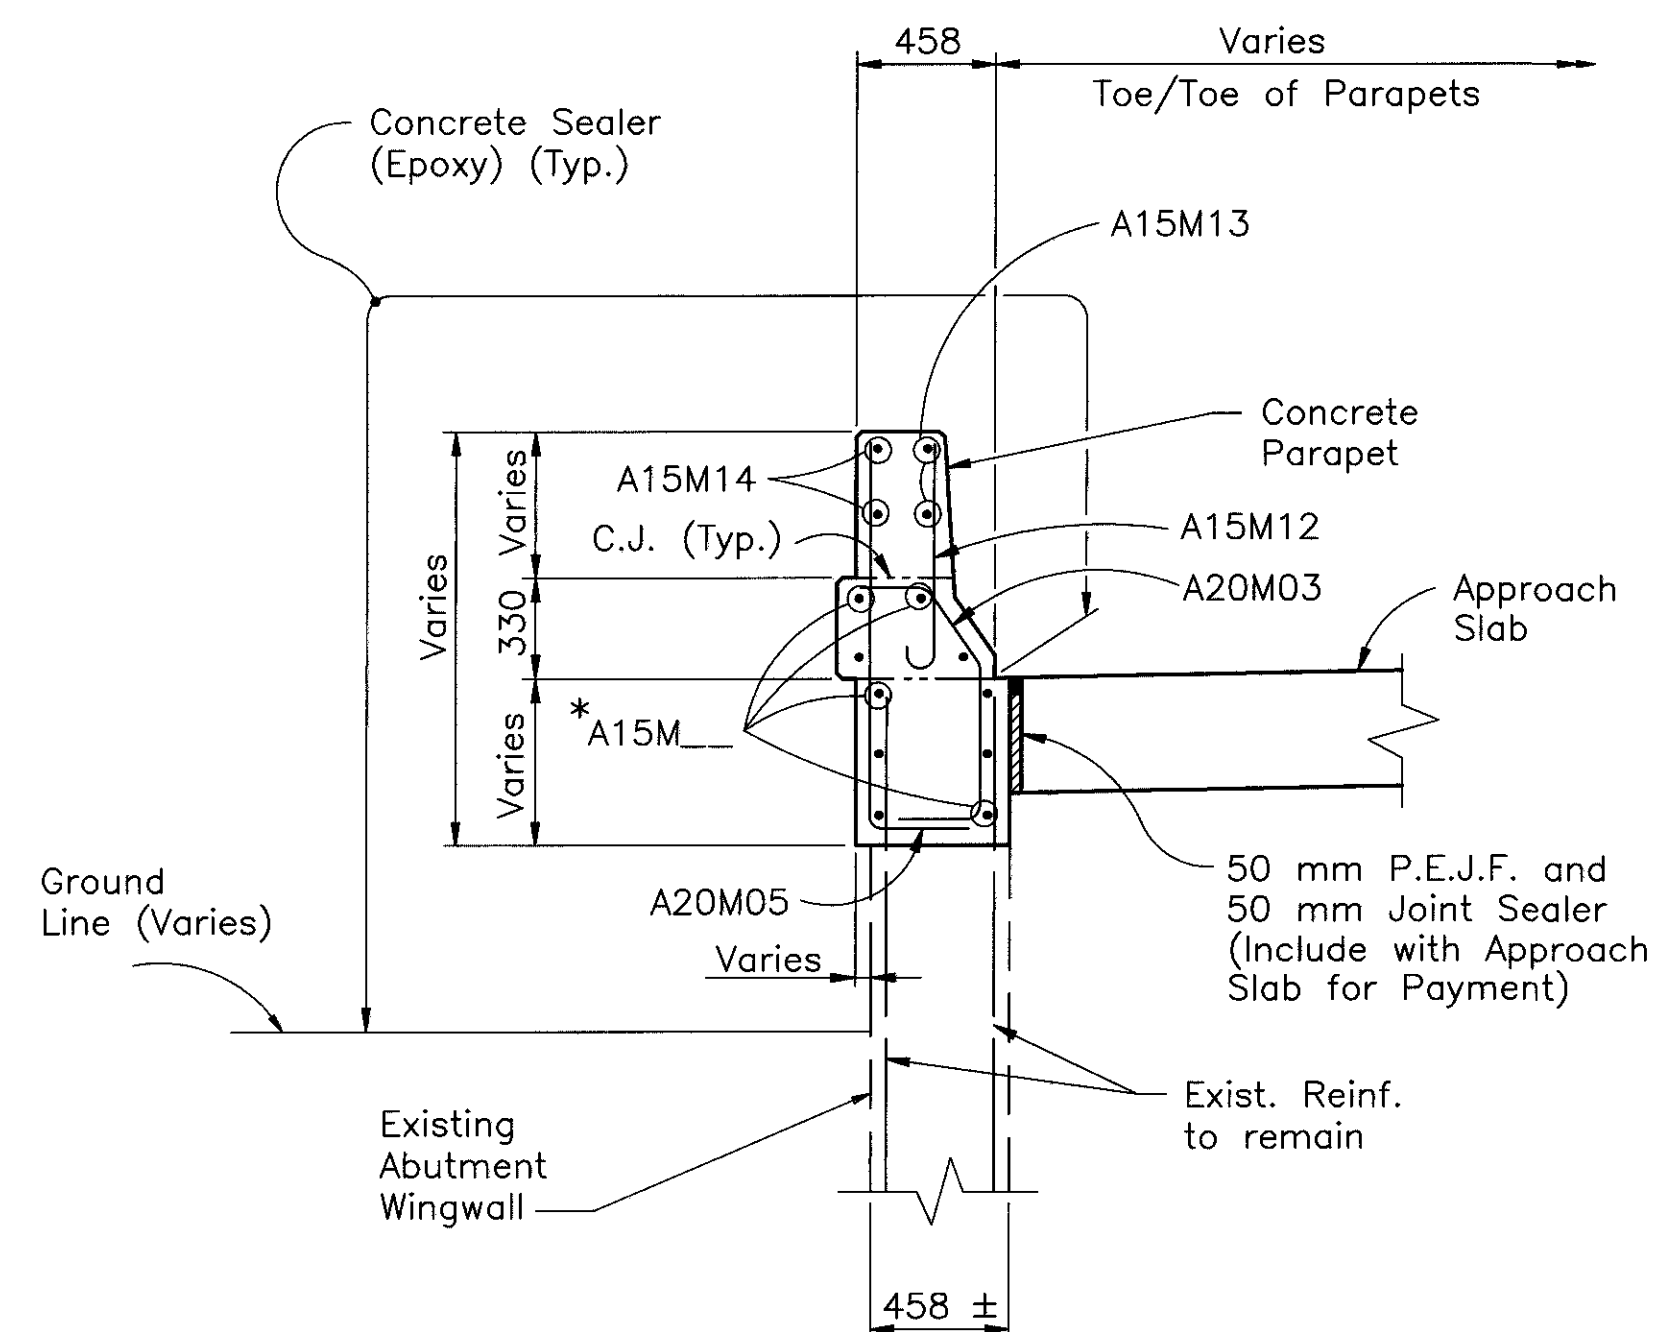 458
Varies
Toe/Toe of Parapets
Concrete Sealer
(Epoxy) (Typ.)
A15M13
Concrete
Parapet
Varies
A15M14
C.J. (Typ.)
A15M12
A20M03
Approach
Slab
Varies
330
*A15M__
Varies
50 mm P.E.J.F. and
50 mm Joint Sealer
(Include with Approach
Slab for Payment)
Ground
Line (Varies)
A20M05
Varies
Existing
Abutment
Wingwall
Exist. Reinf.
to remain
458 ±